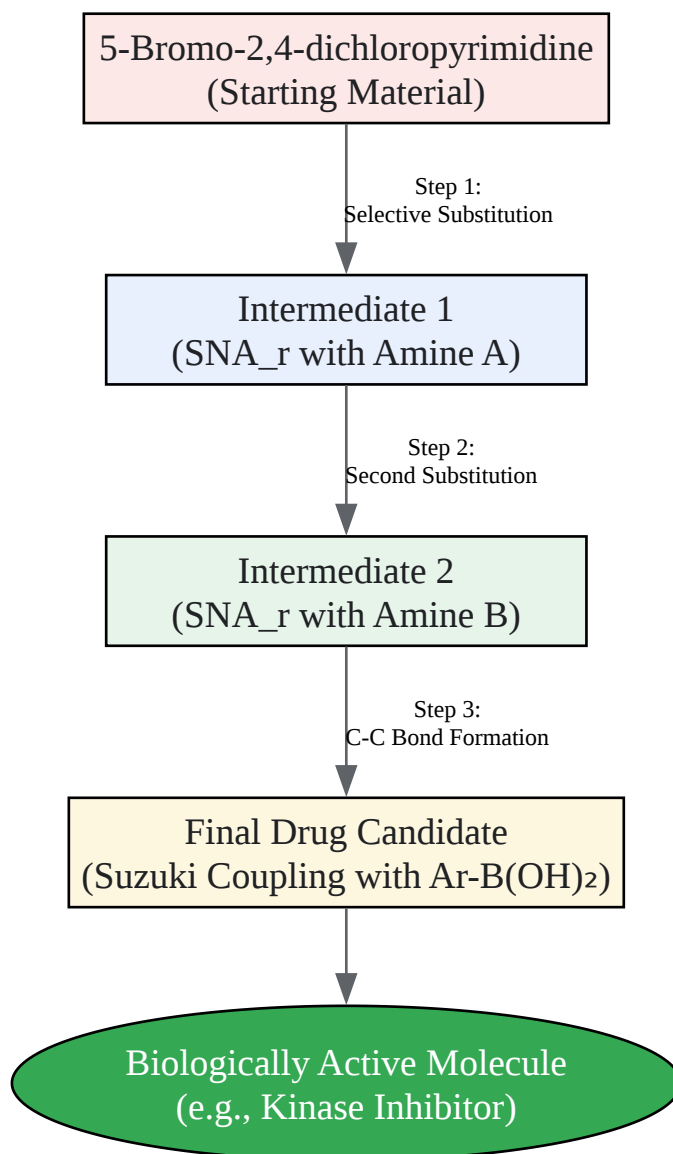 5-Bromo-2,4-dichloropyrimidine
(Starting Material)
Step 1:
Selective Substitution
Intermediate 1
(SNA_r with Amine A)
Step 2:
Second Substitution
Intermediate 2
(SNA_r with Amine B)
Step 3:
C-C Bond Formation
Final Drug Candidate
(Suzuki Coupling with Ar-B(OH)₂)
Biologically Active Molecule
(e.g., Kinase Inhibitor)